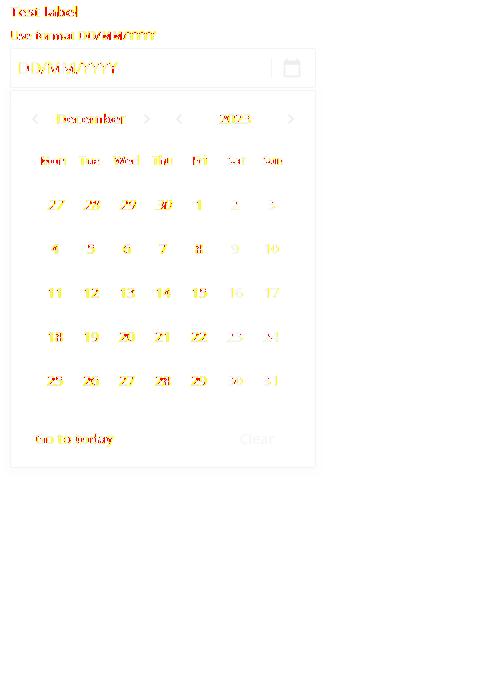 Test label
Use format DD/MM/YYYY
DD/MM/YYYY
December 2023
Mon Tue Wed Thu Fri Sat Sun
27 28 29 30 1 2 3
4 5 6 7 8 9 10
11 12 13 14 15 16 17
18 19 20 21 22 23 24
25 26 27 28 29 30 31
Go to today Clear